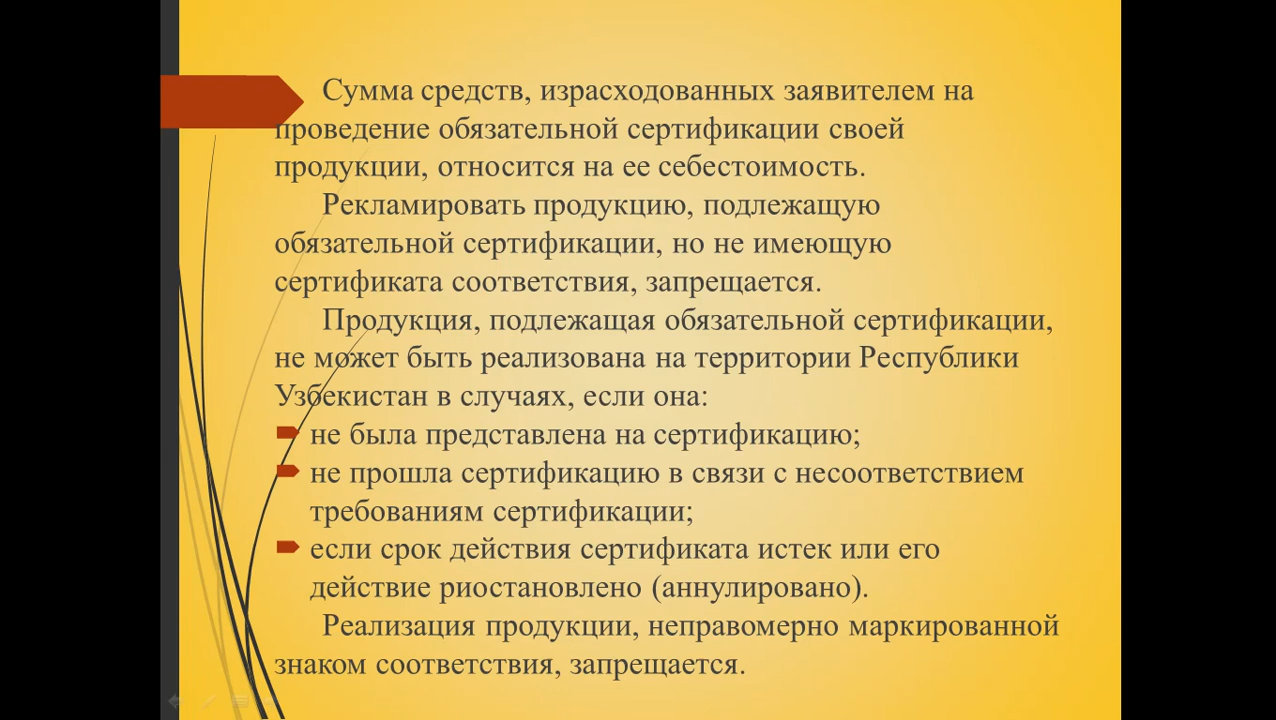 Сумма средств, израсходованных заявителем на
проведение обязательной сертификации своей
продукции, относится на ее себестоимость.
Рекламировать продукцию, подлежащую
обязательной сертификации, но не имеющую
сертификата соответствия, запрещается.
Продукция, подлежащая обязательной сертификации,
не может быть реализована на территории Республики
Узбекистан в случаях, если она:
не была представлена на сертификацию;
не прошла сертификацию в связи с несоответствием
требованиям сертификации;
если срок действия сертификата истек или его
действие риостановлено (аннулировано).
Реализация продукции, неправомерно маркированной
знаком соответствия, запрещается.